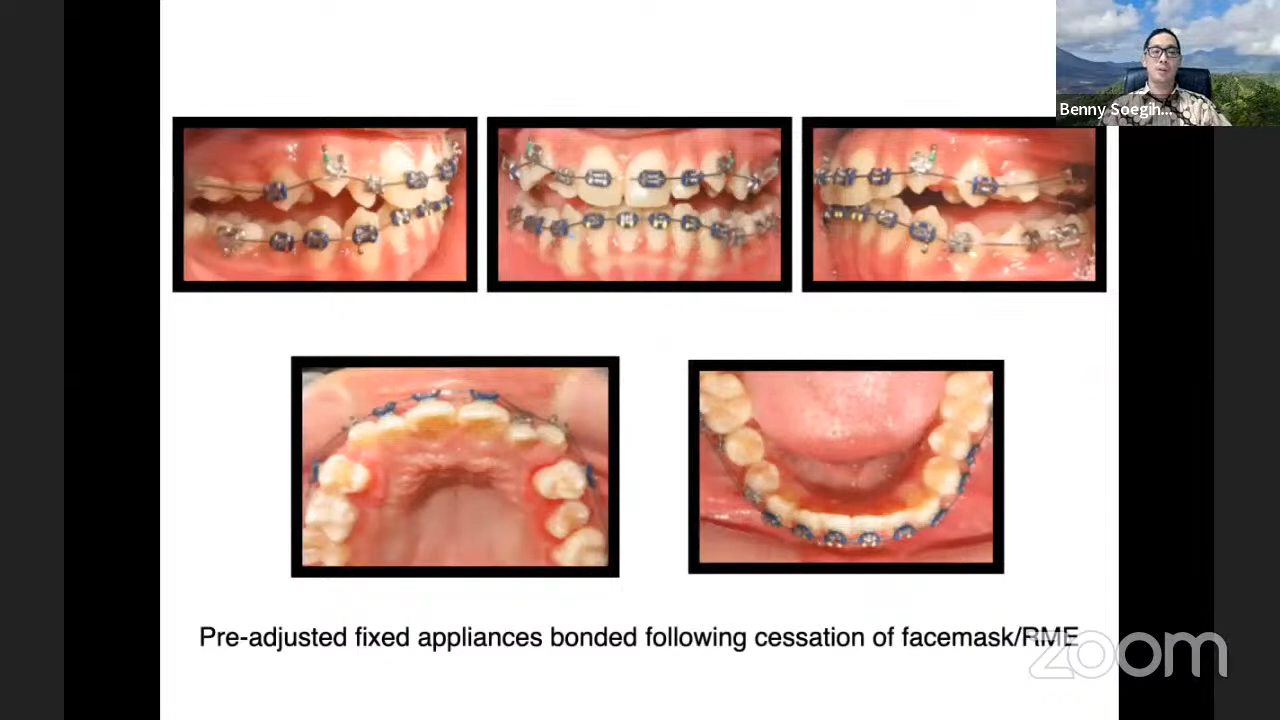 Benny Soegih...
Pre-adjusted fixed appliances bonded following cessation of facemask/RME
zoom